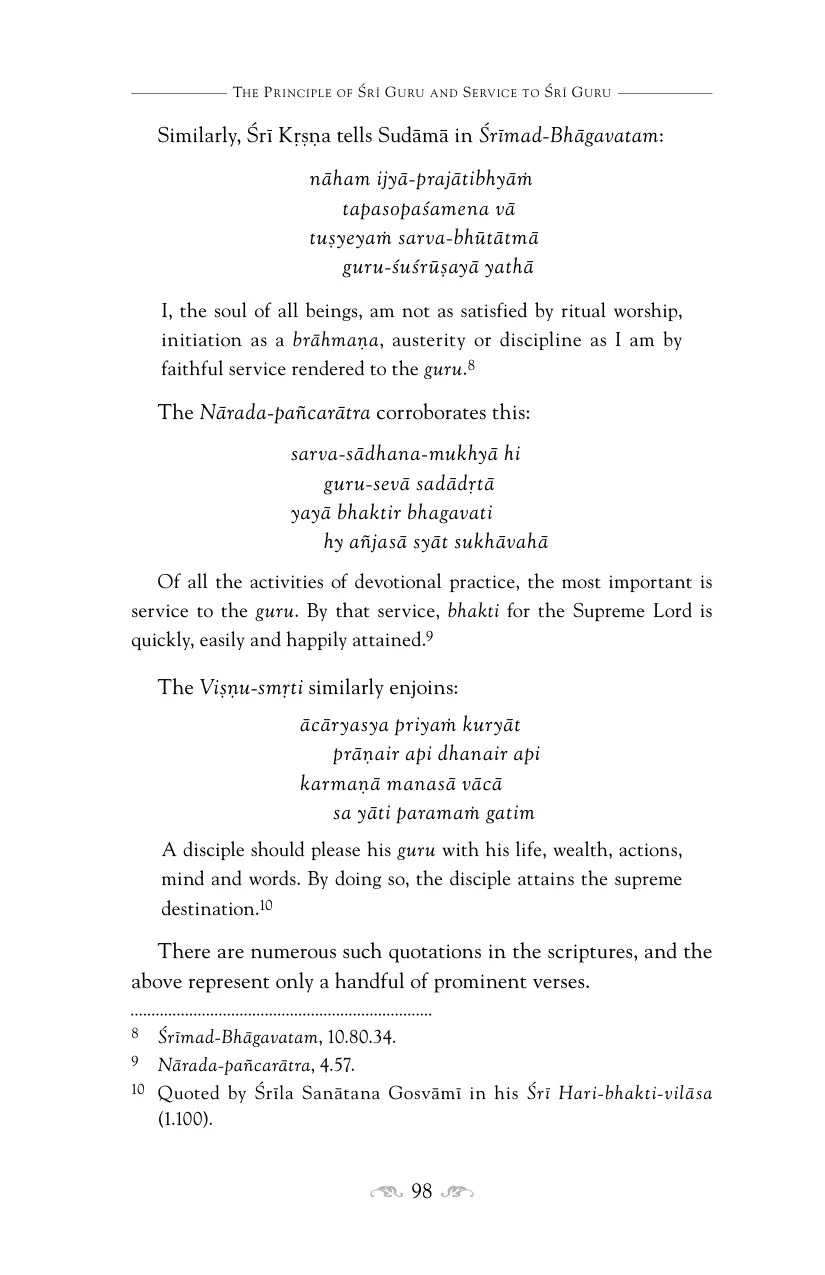 The Principle of Śrī Guru and Service to Śrī Guru
Similarly, Śrī Kṛṣṇa tells Sudāmā in Śrīmad-Bhāgavatam:
nāham ijyā-prajātibhyāṁ
tapasopaśamena vā
tuṣyeyaṁ sarva-bhūtātmā
guru-śuśrūṣayā yathā
I, the soul of all beings, am not as satisfied by ritual worship,
initiation as a brāhmaṇa, austerity or discipline as I am by
faithful service rendered to the guru.8
The Nārada-pañcarātra corroborates this:
sarva-sādhana-mukhyā hi
guru-sevā sadādṛtā
yayā bhaktir bhagavati
hy añjasā syāt sukhāvahā
Of all the activities of devotional practice, the most important is
service to the guru. By that service, bhakti for the Supreme Lord is
quickly, easily and happily attained.9
The Viṣṇu-smṛti similarly enjoins:
ācāryasya priyaṁ kuryāt
prāṇair api dhanair api
karmaṇā manasā vācā
sa yāti paramaṁ gatim
A disciple should please his guru with his life, wealth, actions,
mind and words. By doing so, the disciple attains the supreme
destination.10
There are numerous such quotations in the scriptures, and the
above represent only a handful of prominent verses.
8 Śrīmad-Bhāgavatam, 10.80.34.
9 Nārada-pañcarātra, 4.57.
10 Quoted by Śrīla Sanātana Gosvāmī in his Śrī Hari-bhakti-vilāsa
(1.100).
98